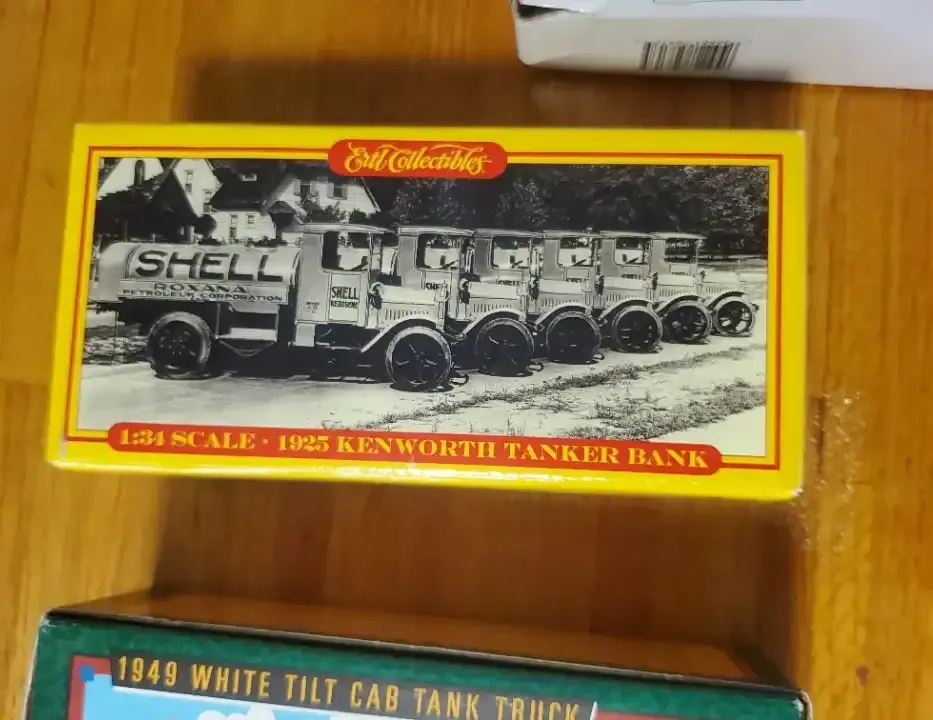 Ertl Collectibles
SHELL
ROXANA
PETROLEUM CORPORATION
SHELL
SHELL
1:34 SCALE · 1925 KENWORTH TANKER BANK
1949 WHITE TILT CAB TANK TRUCK